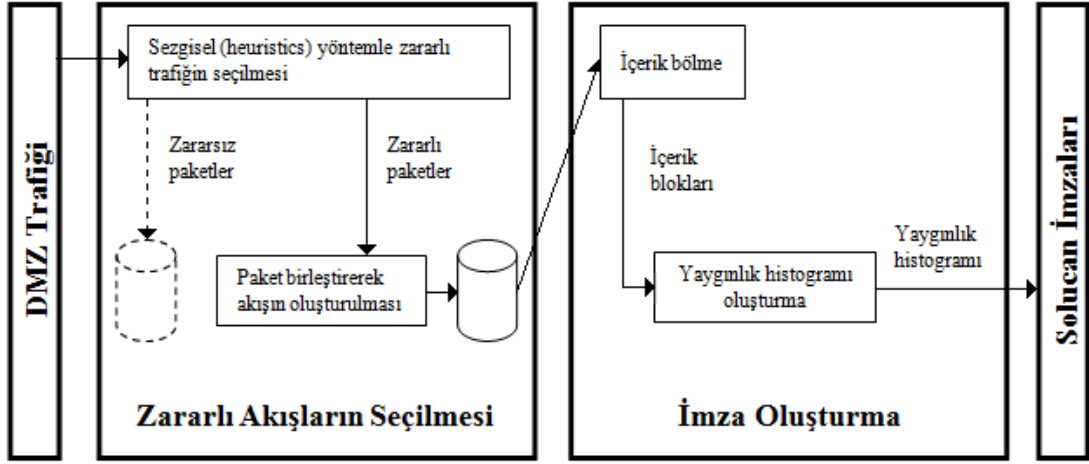 DMZ Trafiği
Sezgisel (heuristics) yöntemle zararlı
trafiğin seçilmesi
Zararsız
paketler
Zararlı
paketler
Paket birleştirerek
akışın oluşturulması
Zararlı Akışların Seçilmesi
İçerik bölme
İçerik
blokları
Yaygınlık histogramı
oluşturma
Yaygınlık
histogramı
İmza Oluşturma
Solucan İmzaları